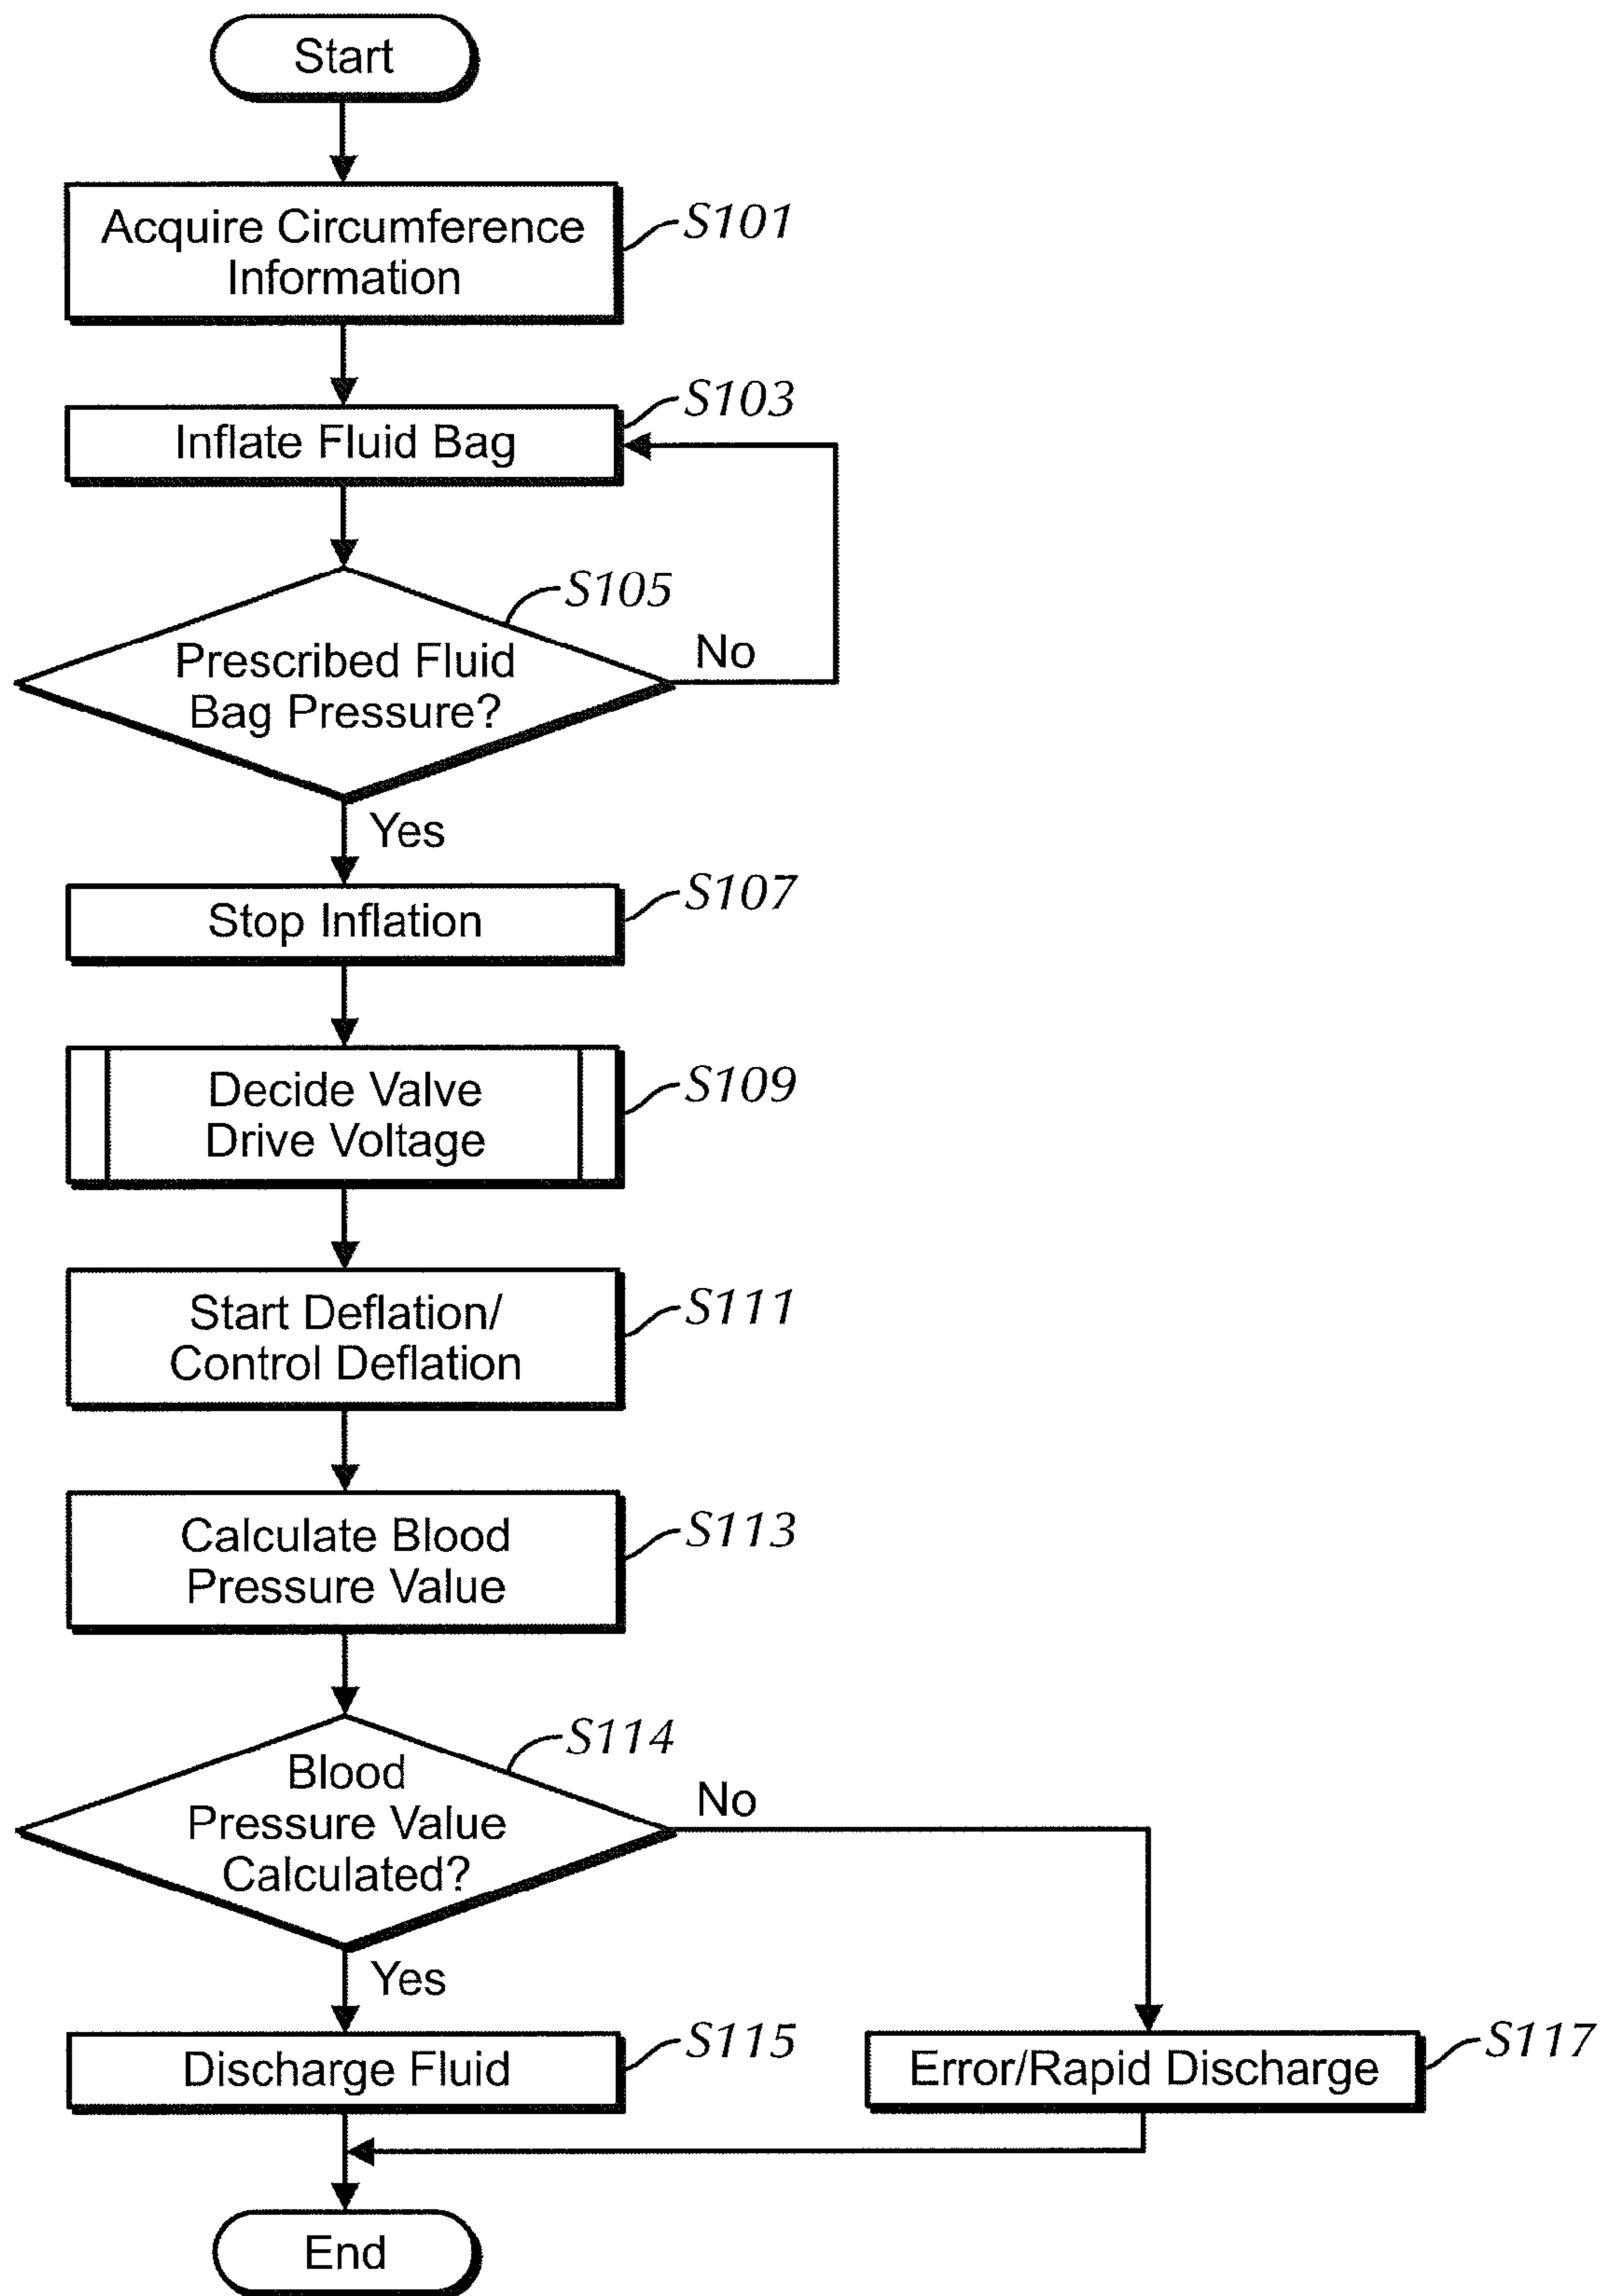 Start
Acquire Circumference
Information
S101
Inflate Fluid Bag
S103
Prescribed Fluid
Bag Pressure?
S105
No
Yes
Stop Inflation
S107
Decide Valve
Drive Voltage
S109
Start Deflation/
Control Deflation
S111
Calculate Blood
Pressure Value
S113
Blood
Pressure Value
Calculated?
S114
No
Yes
Discharge Fluid
S115
Error/Rapid Discharge
S117
End